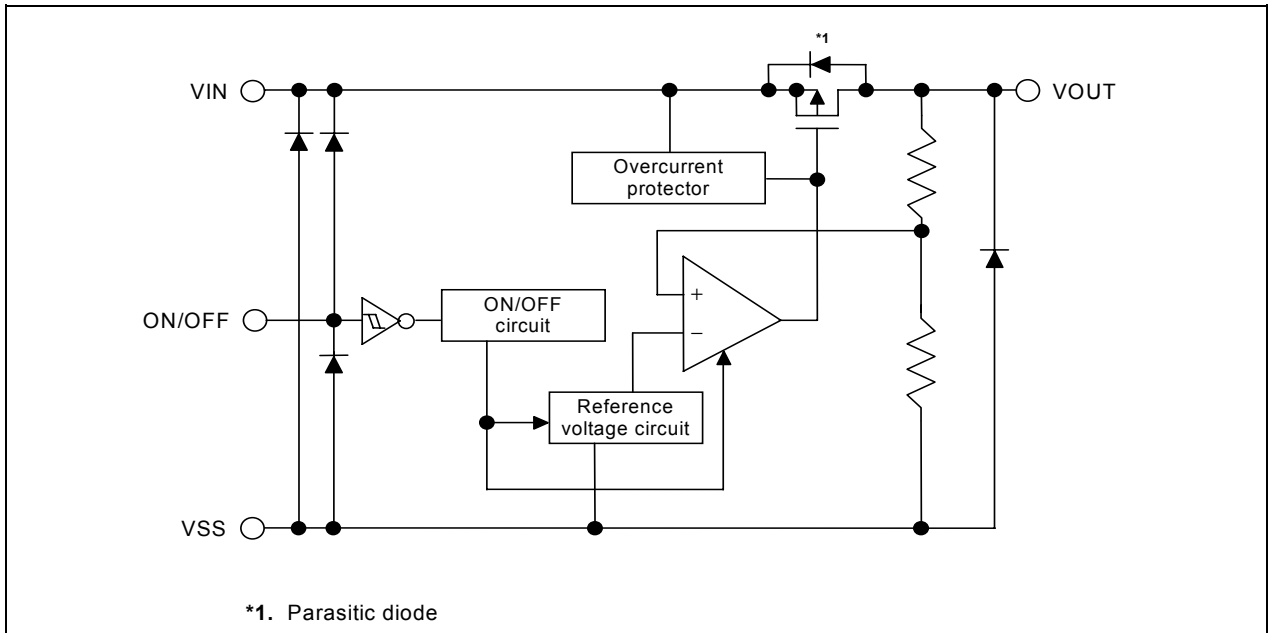 *1
VIN
VOUT
Overcurrent
protector
+
−
ON/OFF
ON/OFF
circuit
Reference
voltage circuit
VSS
*1. Parasitic diode